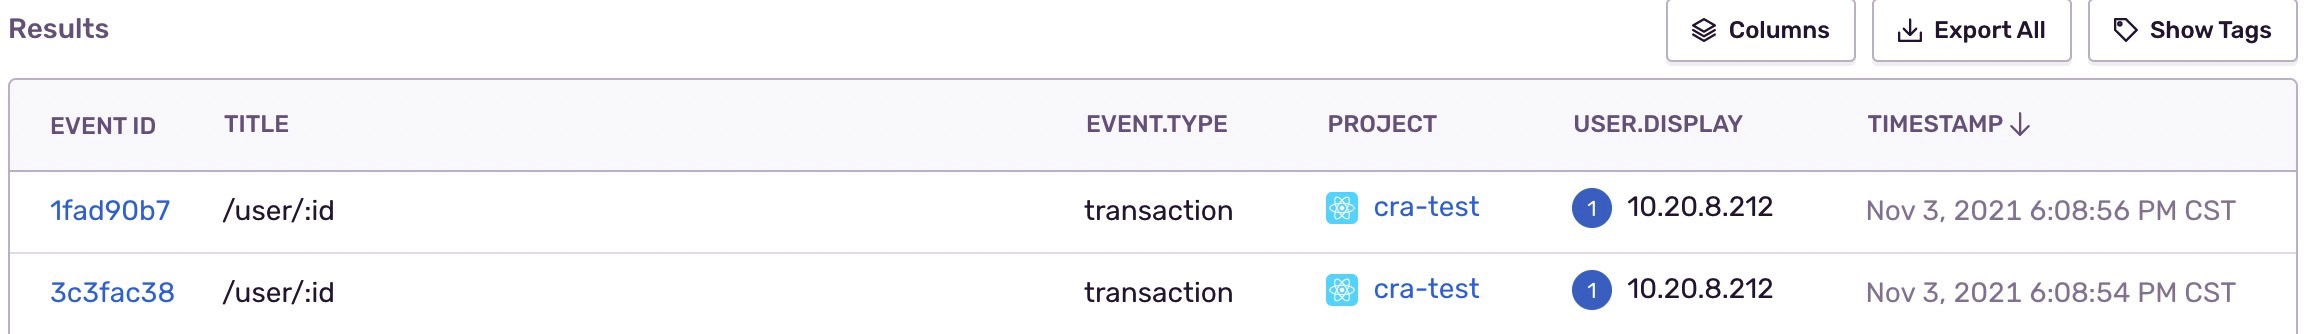 Results Columns Export All Show Tags
EVENT ID TITLE EVENT.TYPE PROJECT USER.DISPLAY TIMESTAMP
1fad90b7 /user/:id transaction cra-test 1 10.20.8.212 Nov 3, 2021 6:08:56 PM CST
3c3fac38 /user/:id transaction cra-test 1 10.20.8.212 Nov 3, 2021 6:08:54 PM CST